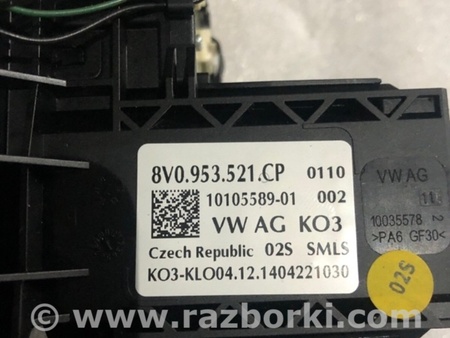 8V0.953.521.CP 0110
10105589-01 002
VW AG KO3
Czech Republic 02S SMLS
KO3-KLO04.12.1404221030
VW AG
10035578 2
>PA6 GF30<
02S
www.razborki.com